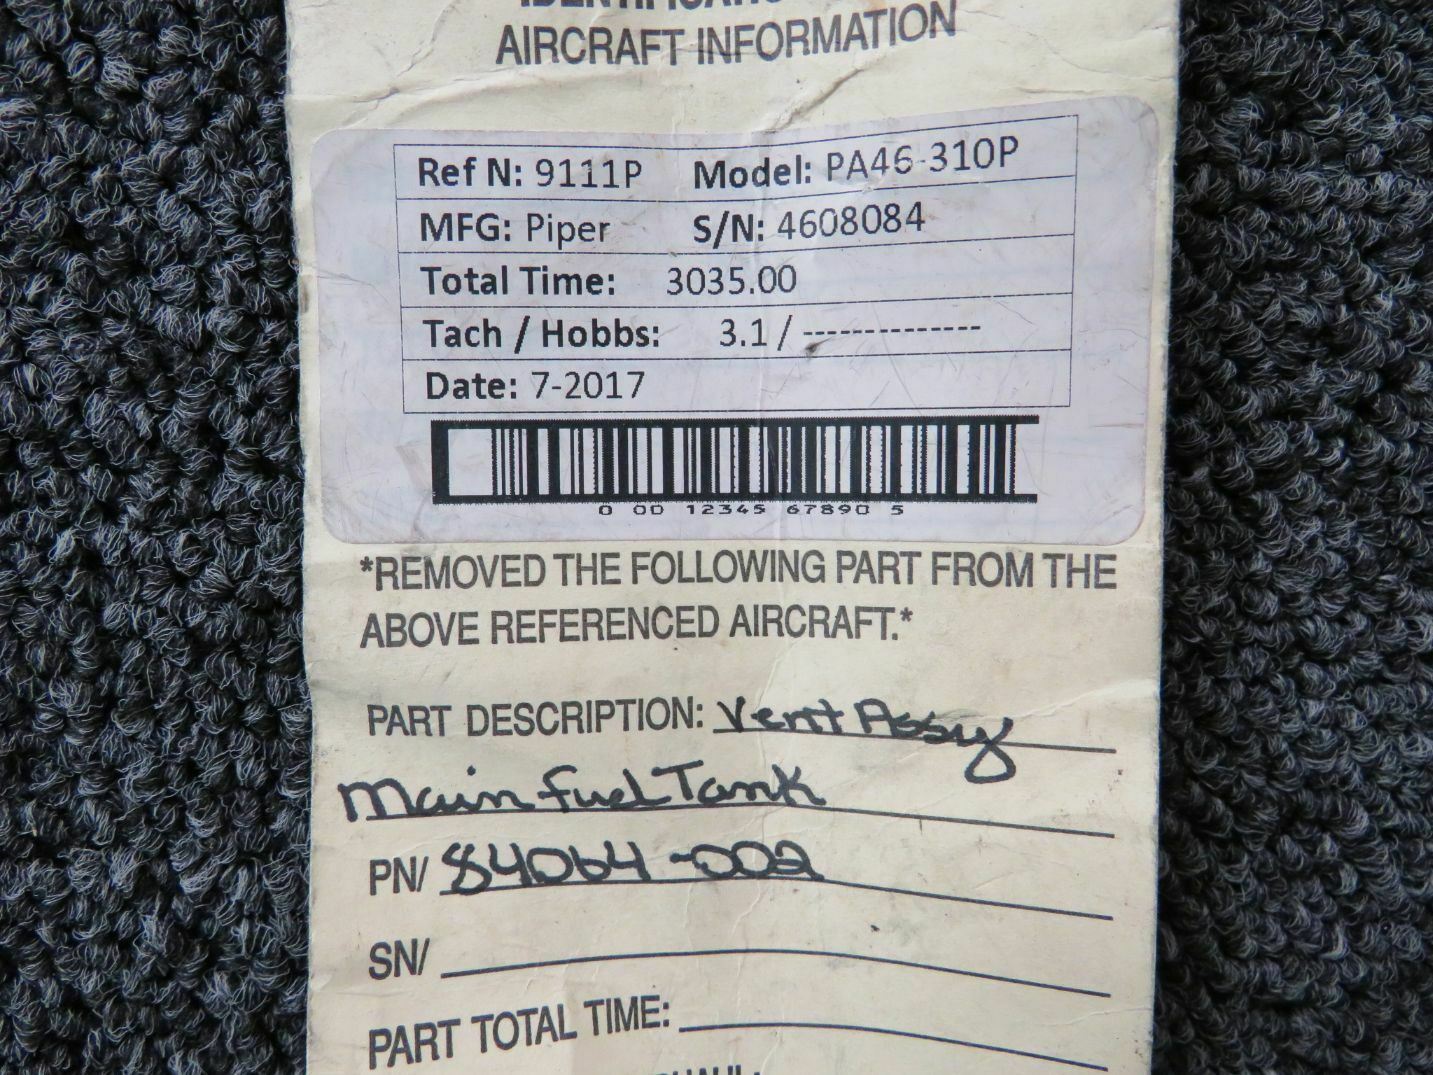 IDENTIFICATIO
AIRCRAFT INFORMATION
Ref N: 9111P Model: PA46-310P
MFG: Piper S/N: 4608084
Total Time: 3035.00
Tach / Hobbs: 3.1 / --------------
Date: 7-2017
0 00 12345 67890 5
*REMOVED THE FOLLOWING PART FROM THE
ABOVE REFERENCED AIRCRAFT.*
PART DESCRIPTION: Vent Assy
Main Fuel Tank
PN/ 84064-002
SN/
PART TOTAL TIME: